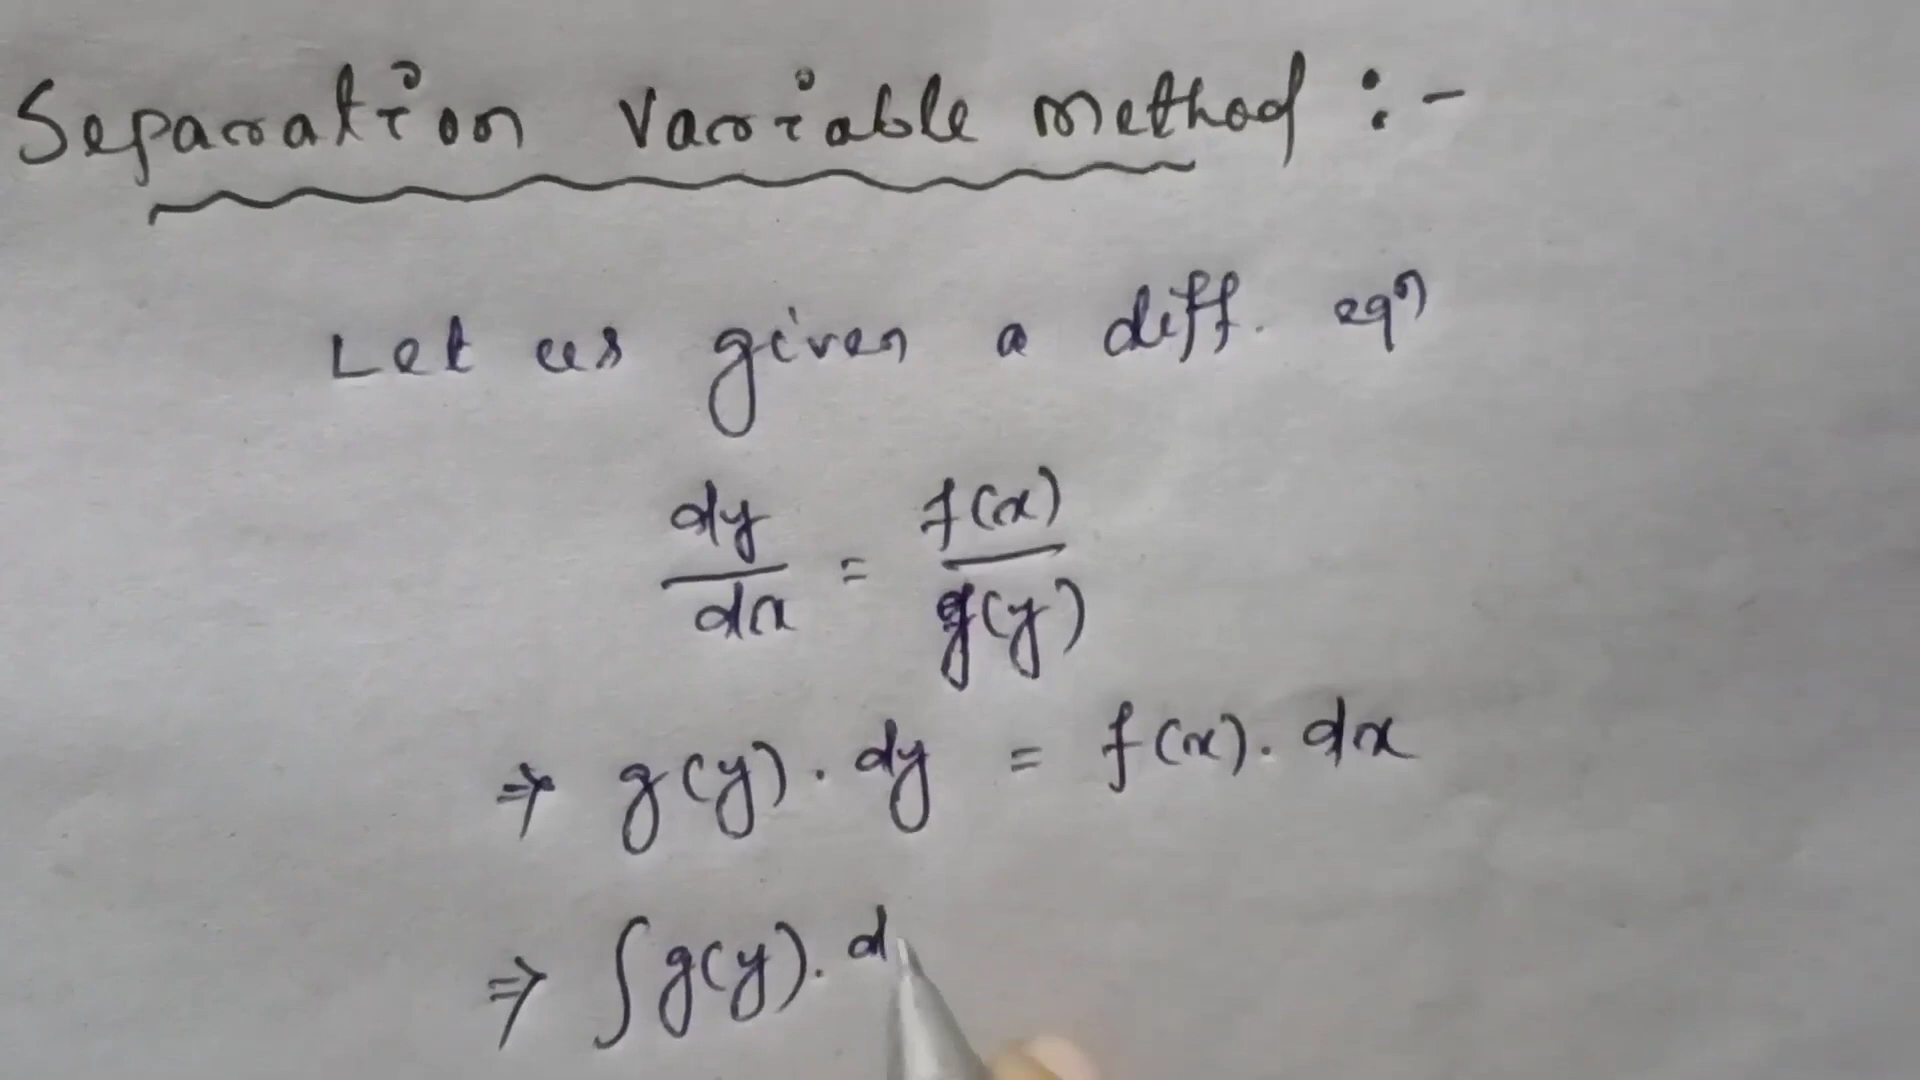 Separation Variable method :-
Let us given a diff. eqn
dy/dx = f(x)/g(y)
⇒ g(y) . dy = f(x) . dx
⇒ ∫ g(y) . d